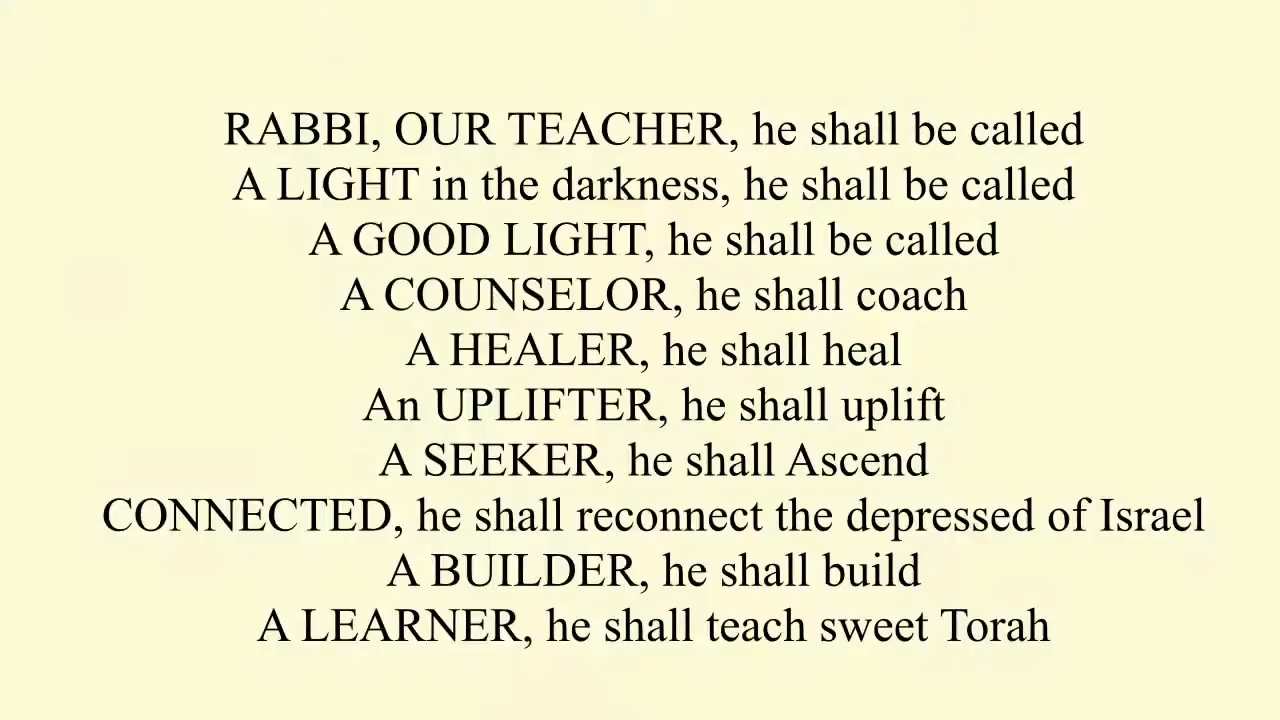 RABBI, OUR TEACHER, he shall be called
A LIGHT in the darkness, he shall be called
A GOOD LIGHT, he shall be called
A COUNSELOR, he shall coach
A HEALER, he shall heal
An UPLIFTER, he shall uplift
A SEEKER, he shall Ascend
CONNECTED, he shall reconnect the depressed of Israel
A BUILDER, he shall build
A LEARNER, he shall teach sweet Torah